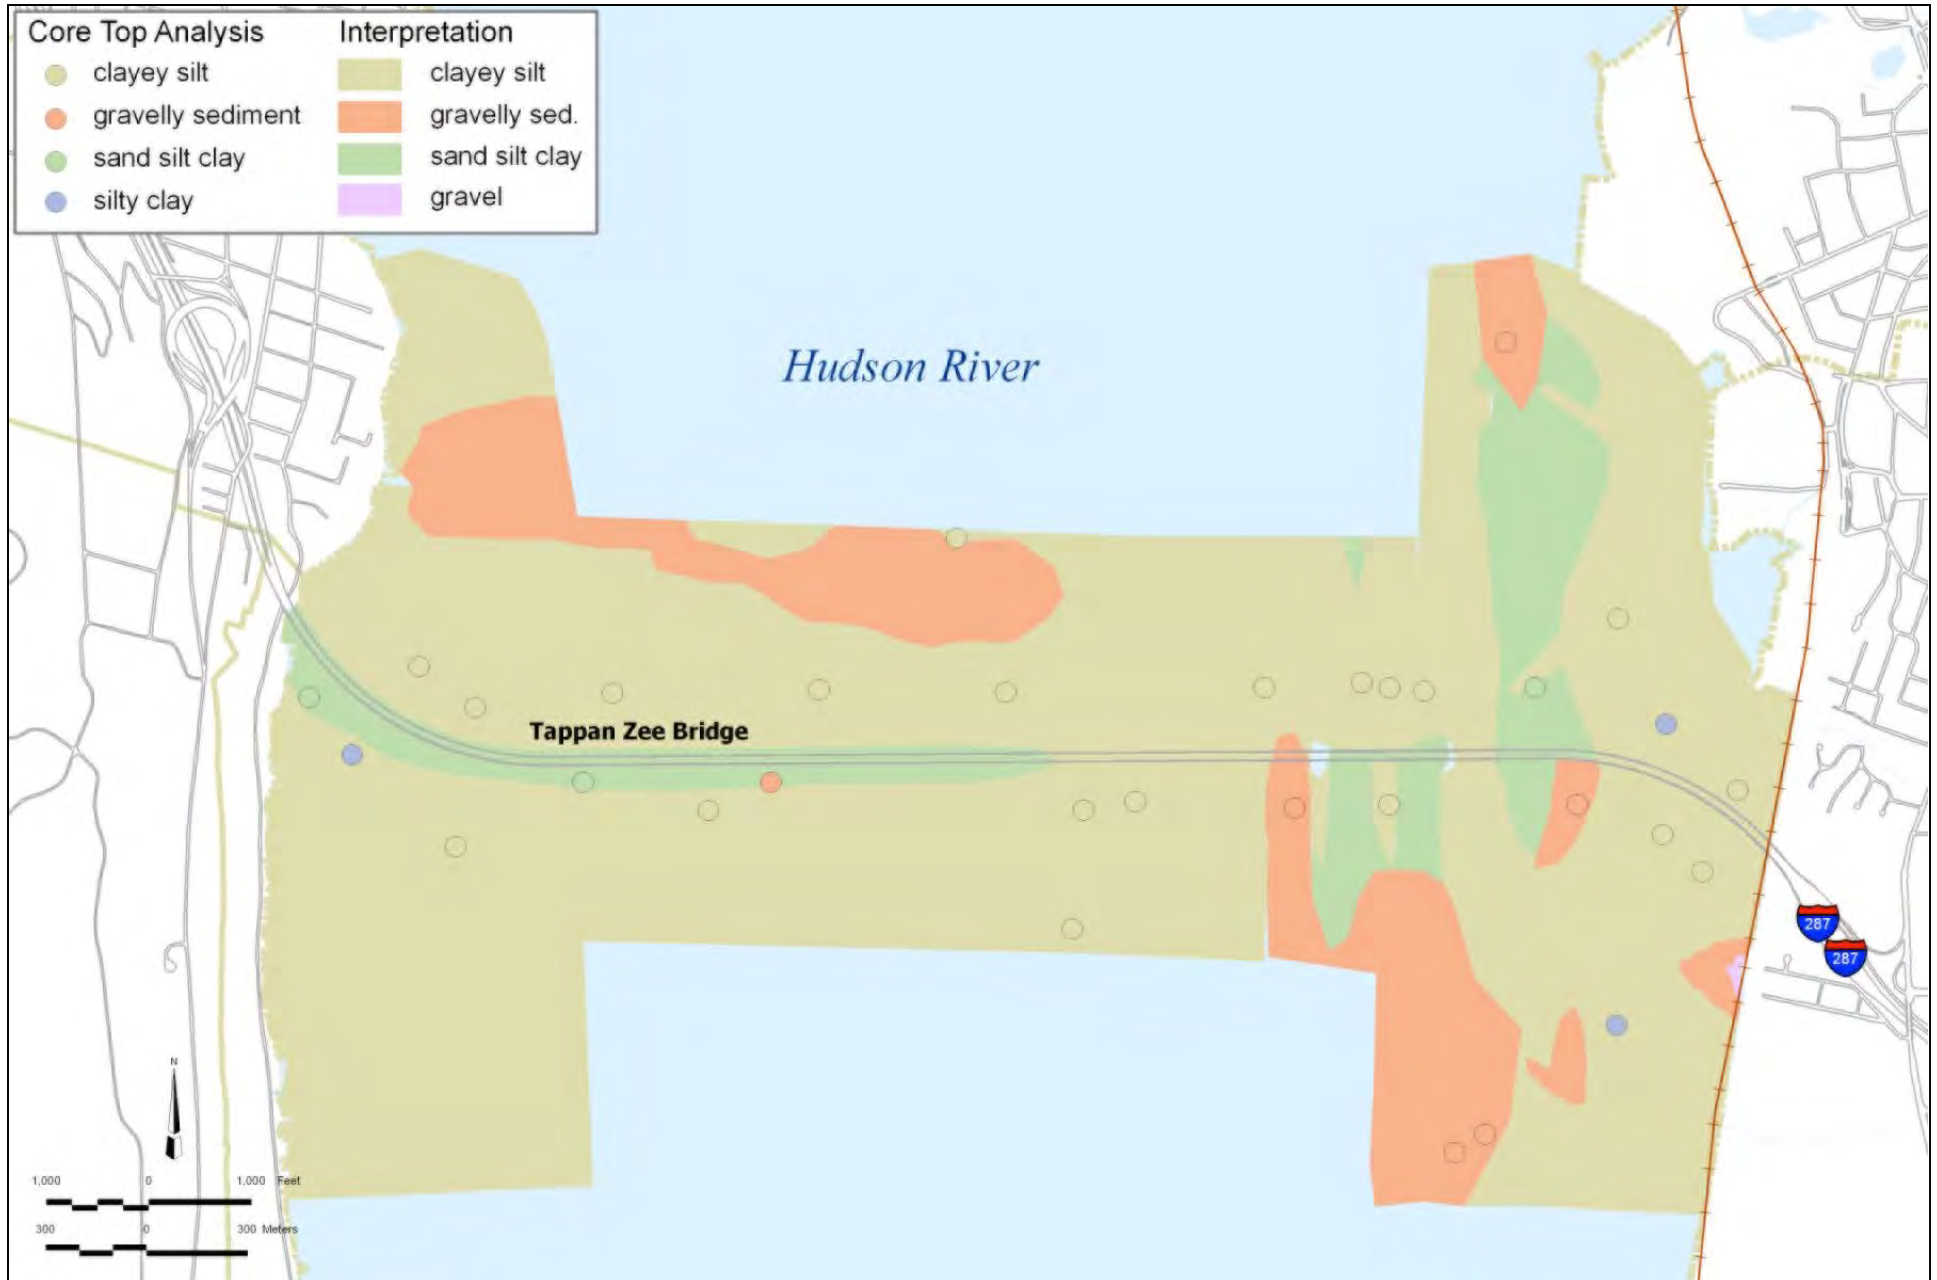 Core Top Analysis
clayey silt
gravelly sediment
sand silt clay
silty clay
Interpretation
clayey silt
gravelly sed.
sand silt clay
gravel
Hudson River
Tappan Zee Bridge
287
287
N
1,000 0 1,000 Feet
300 0 300 Meters